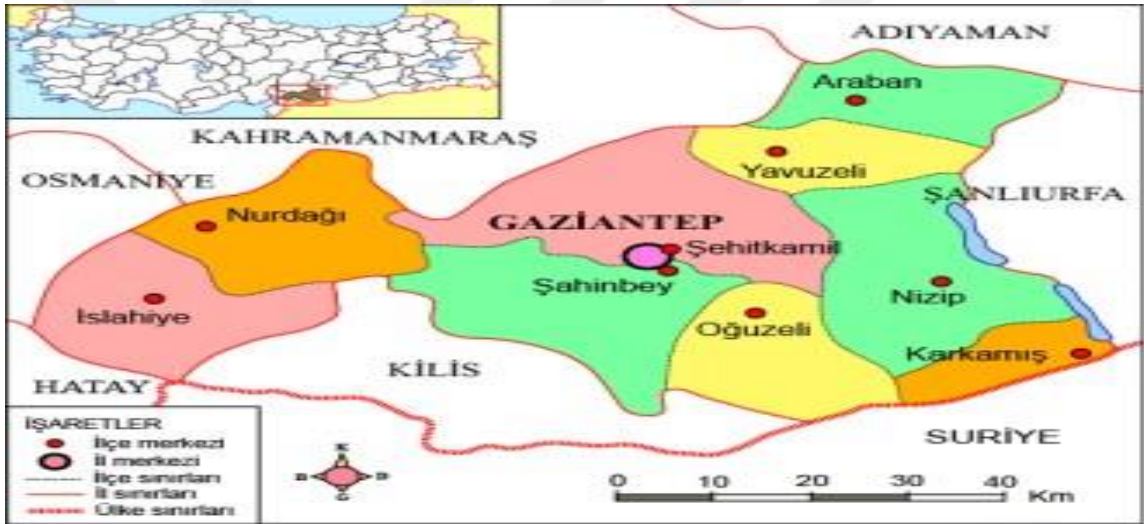 ADIYAMAN
Araban
KAHRAMANMARAŞ
Yavuzeli
OSMANİYE
ŞANLIURFA
Nurdağı
GAZİANTEP
Şehitkamil
Şahinbey
Nizip
İslahiye
Oğuzeli
Karkamış
KİLİS
HATAY
SURİYE
İŞARETLER
İlçe merkezi
İl merkezi
İlçe sınırları
İl sınırları
Ülke sınırları
K
B D
G
0 10 20 30 40
Km